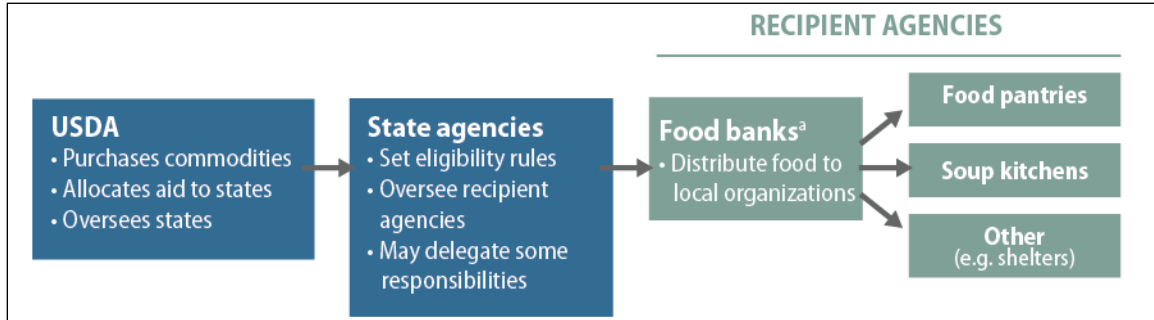 RECIPIENT AGENCIES
USDA
• Purchases commodities
• Allocates aid to states
• Oversees states
State agencies
• Set eligibility rules
• Oversee recipient
agencies
• May delegate some
responsibilities
Food banksᵃ
• Distribute food to
local organizations
Food pantries
Soup kitchens
Other
(e.g. shelters)